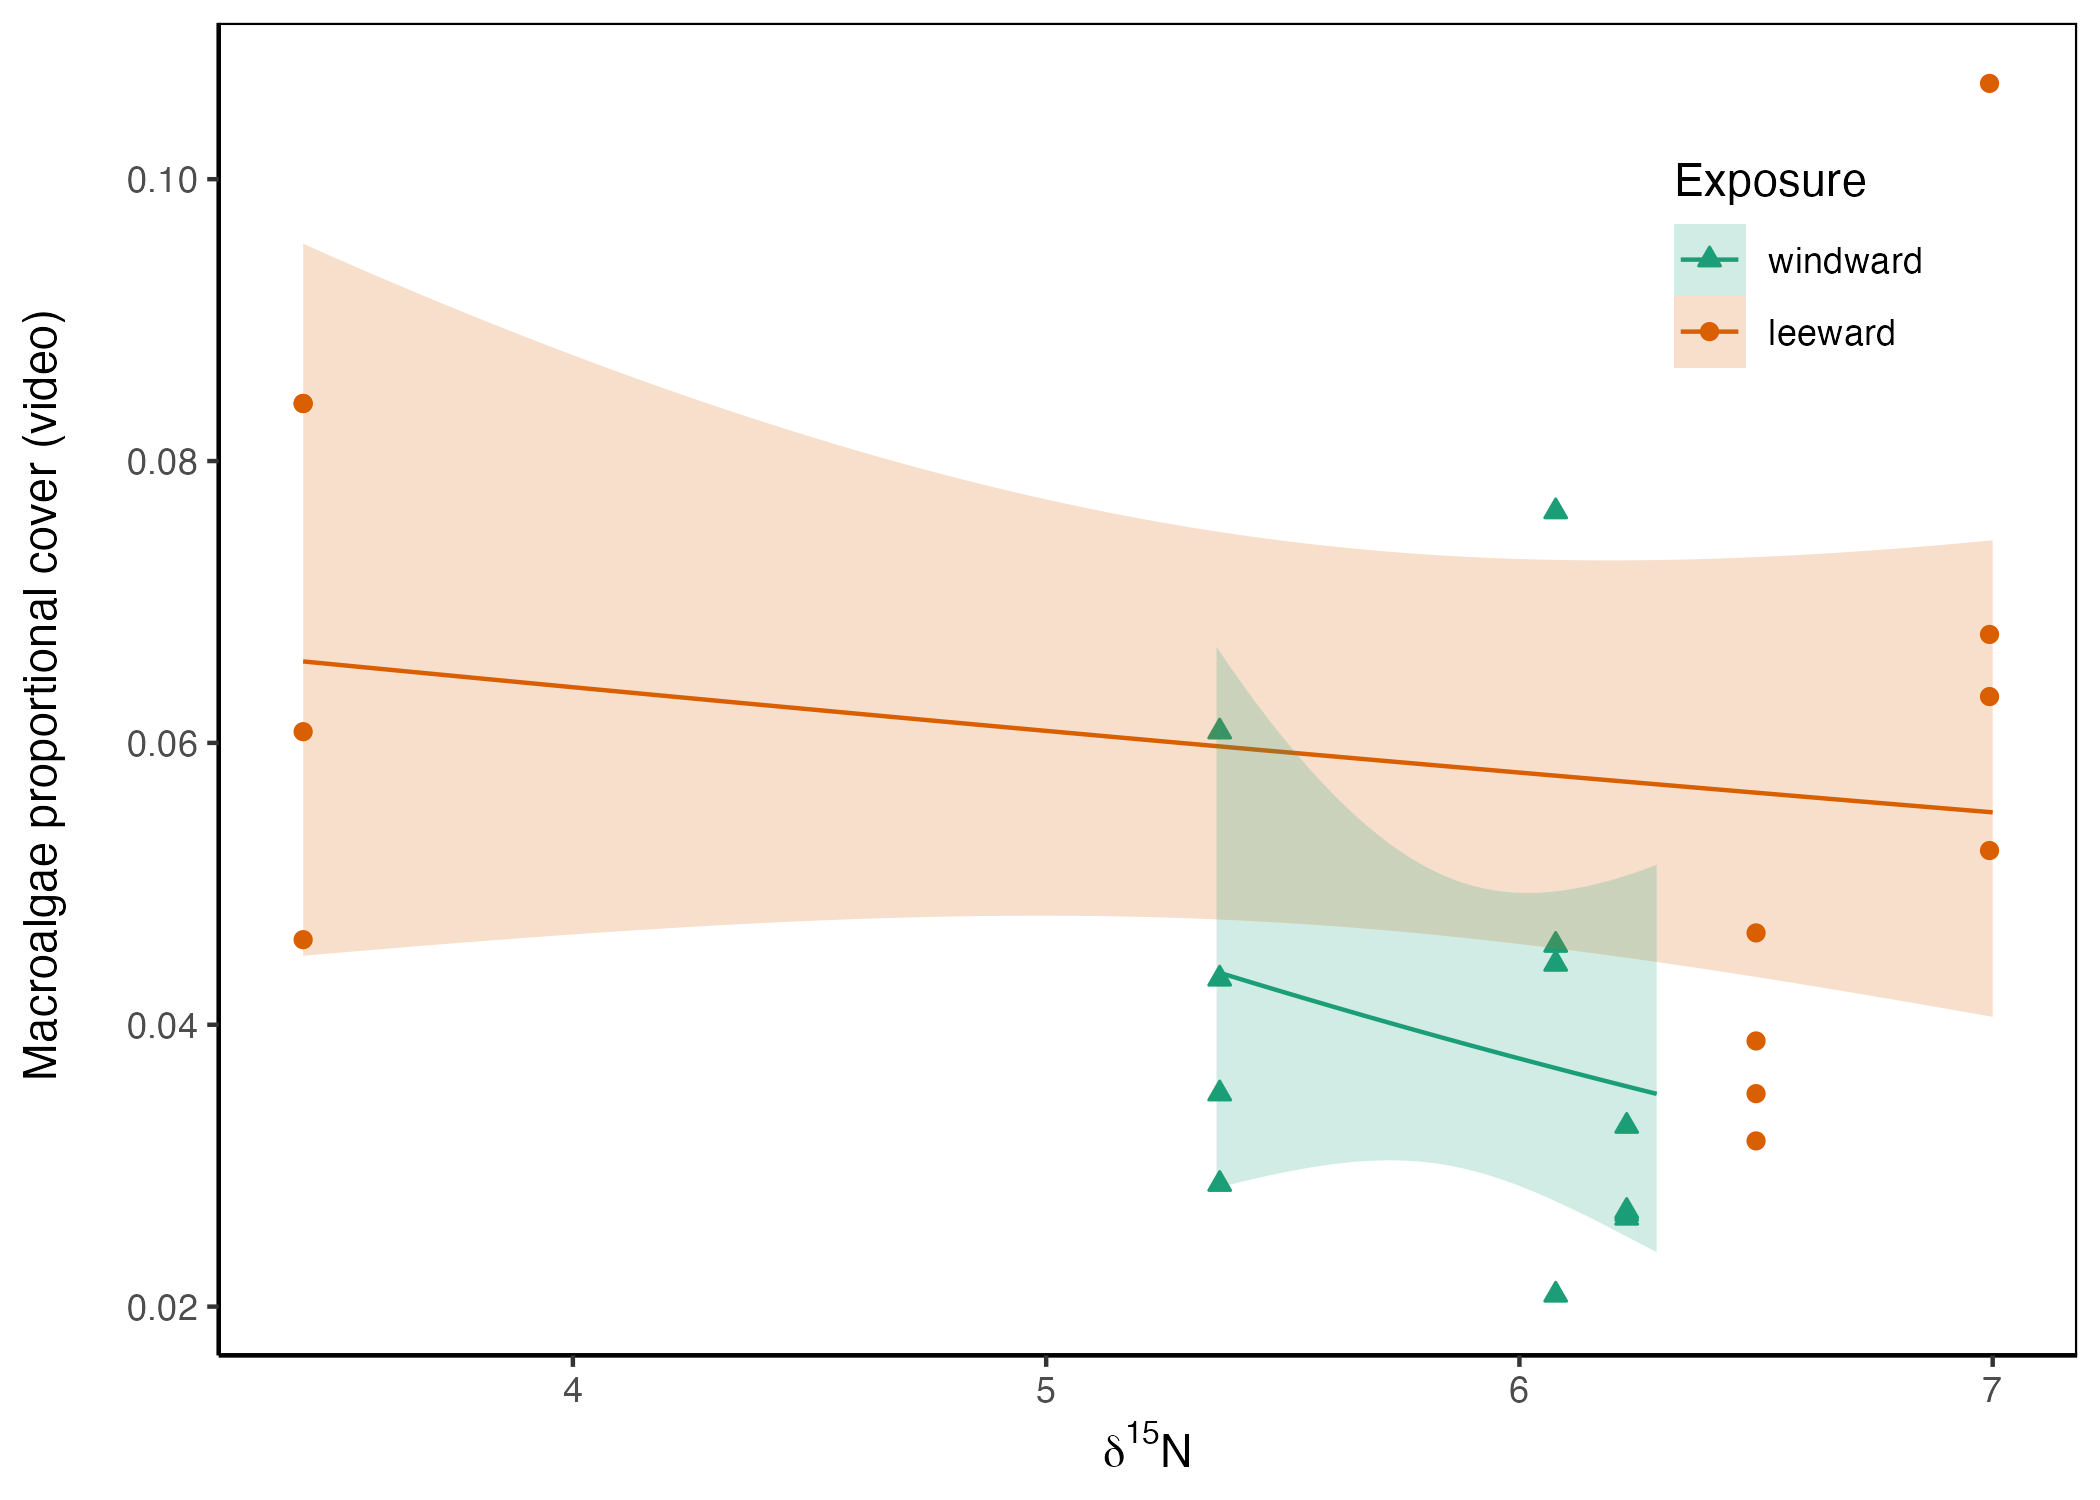 Exposure
windward
leeward
Macroalgae proportional cover (video)
0.10
0.08
0.06
0.04
0.02
4 5 6 7
δ¹⁵N